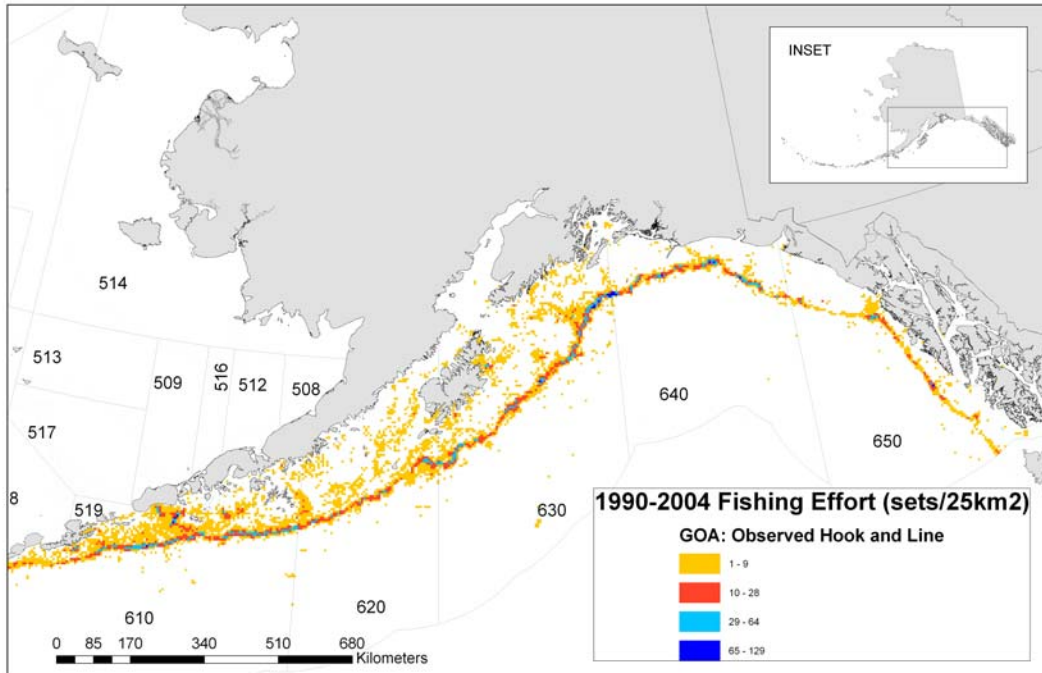 INSET
514
513
509
516
512
508
517
8
519
640
650
630
620
610
1990-2004 Fishing Effort (sets/25km2)
GOA: Observed Hook and Line
1 - 9
10 - 28
29 - 64
65 - 129
0 85 170 340 510 680
Kilometers